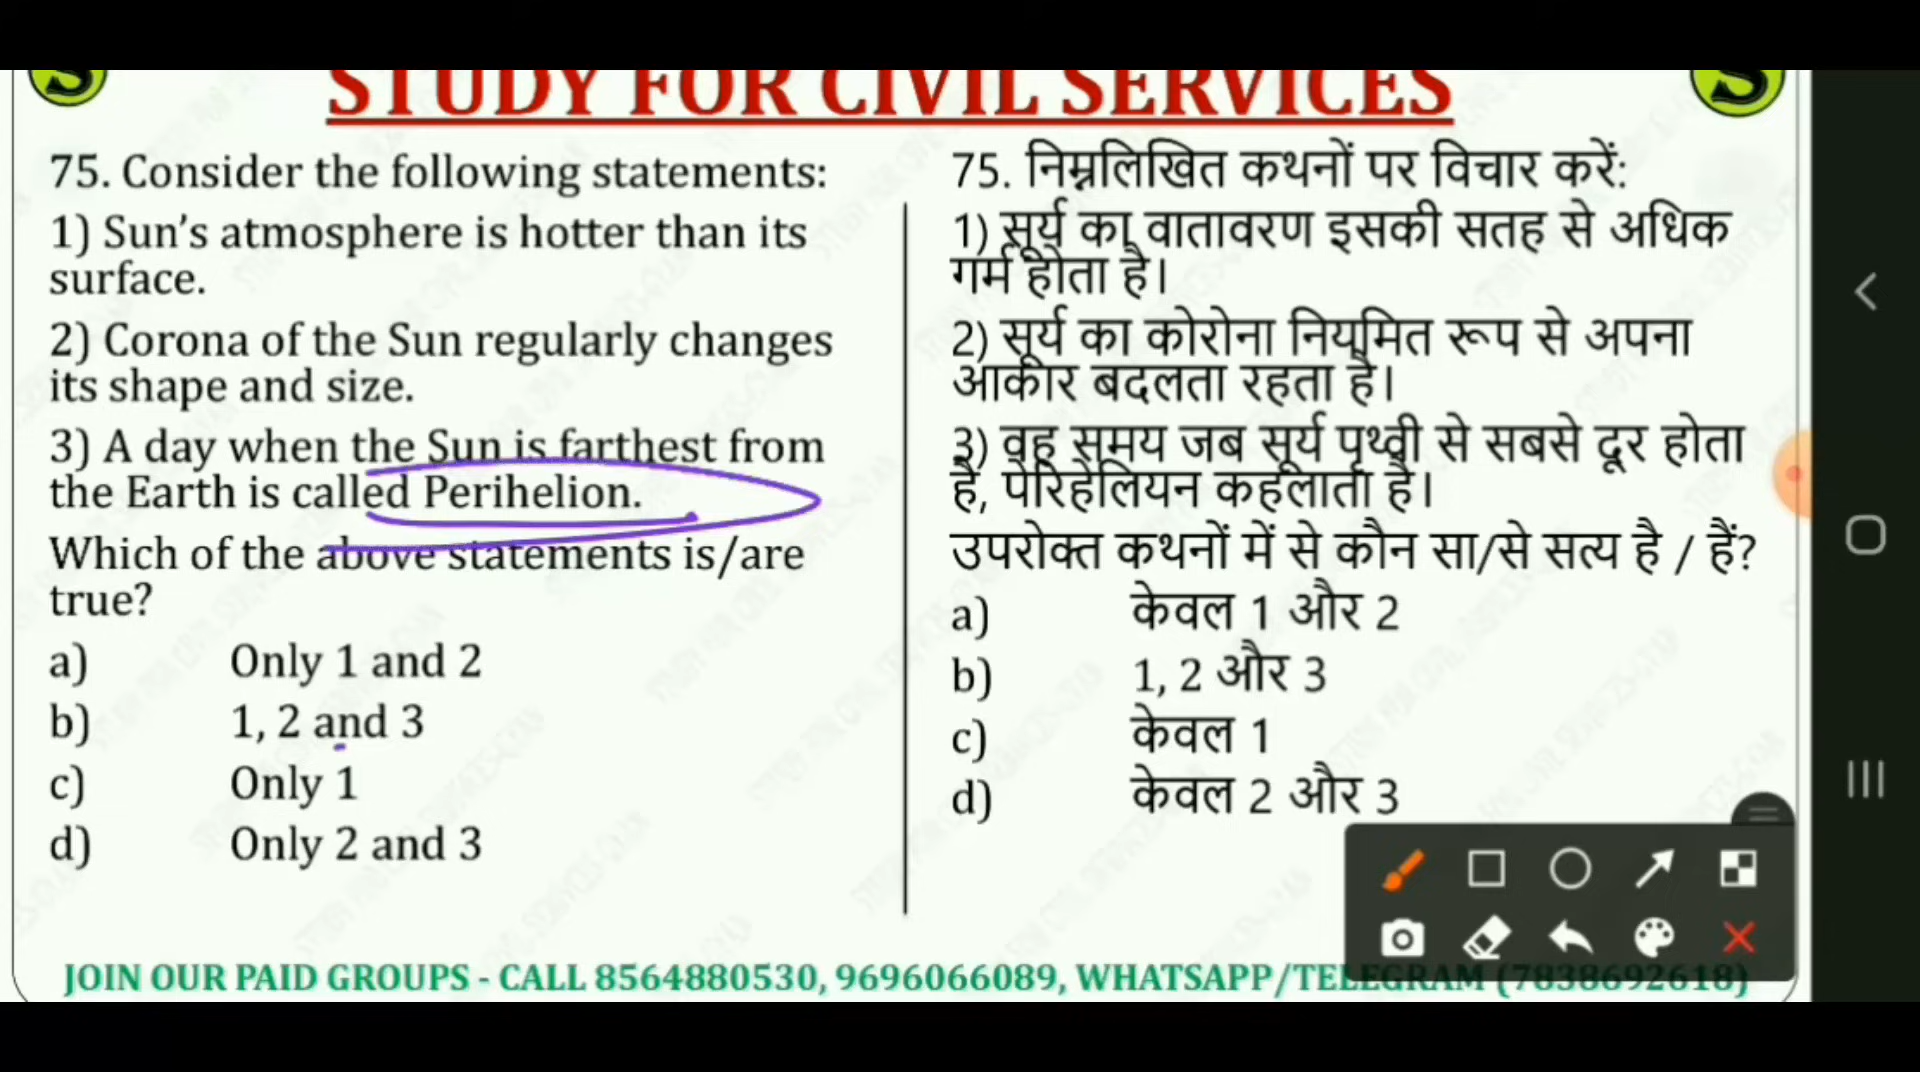 STUDY FOR CIVIL SERVICES
75. Consider the following statements:
1) Sun's atmosphere is hotter than its
surface.
2) Corona of the Sun regularly changes
its shape and size.
3) A day when the Sun is farthest from
the Earth is called Perihelion.
Which of the above statements is/are
true?
a) Only 1 and 2
b) 1, 2 and 3
c) Only 1
d) Only 2 and 3
75. निम्नलिखित कथनों पर विचार करें:
1) सूर्य का वातावरण इसकी सतह से अधिक
गर्म होता है।
2) सूर्य का कोरोना नियमित रूप से अपना
आकार बदलता रहता है।
3) वह समय जब सूर्य पृथ्वी से सबसे दूर होता
है, पेरिहेलियन कहलाता है।
उपरोक्त कथनों में से कौन सा/से सत्य है / हैं?
a) केवल 1 और 2
b) 1, 2 और 3
c) केवल 1
d) केवल 2 और 3
JOIN OUR PAID GROUPS - CALL 8564880530, 9696066089, WHATSAPP/TELEGRAM (7838692618)